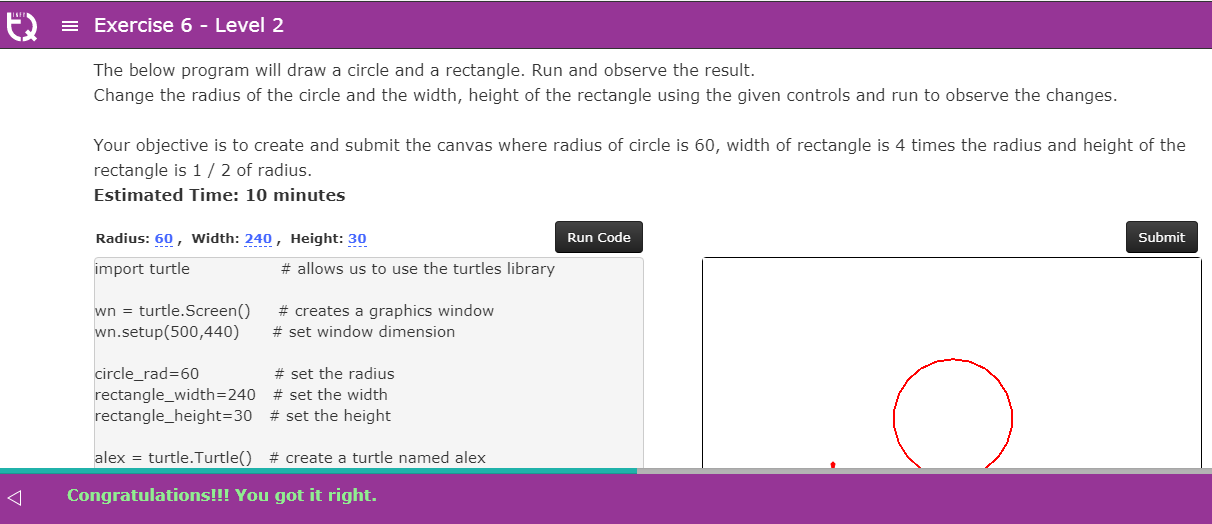 Exercise 6 - Level 2
The below program will draw a circle and a rectangle. Run and observe the result.
Change the radius of the circle and the width, height of the rectangle using the given controls and run to observe the changes.
Your objective is to create and submit the canvas where radius of circle is 60, width of rectangle is 4 times the radius and height of the
rectangle is 1 / 2 of radius.
Estimated Time: 10 minutes
Radius: 60 , Width: 240 , Height: 30
Run Code
Submit
import turtle # allows us to use the turtles library
wn = turtle.Screen() # creates a graphics window
wn.setup(500,440) # set window dimension
circle_rad=60 # set the radius
rectangle_width=240 # set the width
rectangle_height=30 # set the height
alex = turtle.Turtle() # create a turtle named alex
Congratulations!!! You got it right.